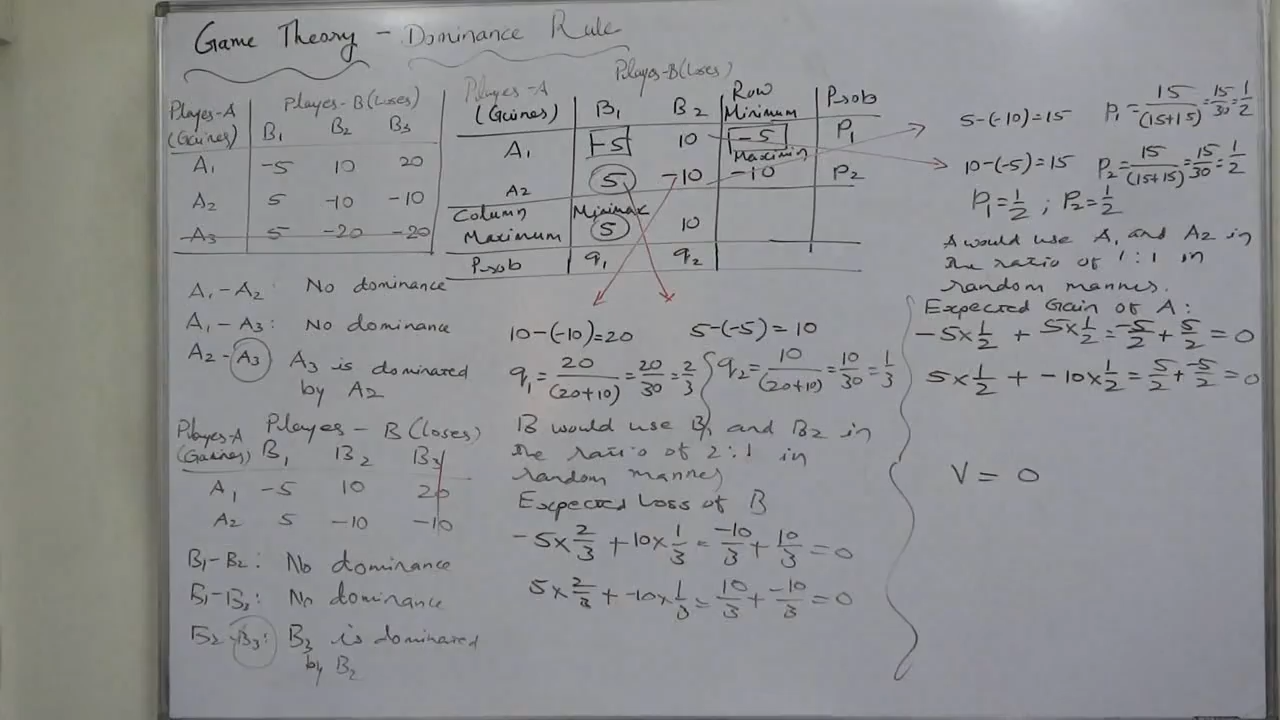 Game Theory - Dominance Rule
Player-A (Gaines) Player-B (Loses)
B1 B2 B3
A1 -5 10 20
A2 5 -10 -10
A3 5 -20 -20
A1-A2: No dominance
A1-A3: No dominance
A2-A3: A3 is dominated
by A2
Player-A (Gaines) Player-B (Loses)
B1 B2 B3
A1 -5 10 20
A2 5 -10 -10
B1-B2: No dominance
B1-B3: No dominance
B2-B3: B3 is dominated
by B2
Player-A (Gaines) Player-B (Loses)
B1 B2 Row Minimum Prob
A1 -5 10 -5 P1
Maximin
A2 5 -10 -10 P2
Column Maximum Minimax 5 10
Prob q1 q2
10-(-10)=20 5-(-5)=10
q1=20/(20+10)=20/30=2/3 q2=10/(20+10)=10/30=1/3
B would use B1 and B2 in
the ratio of 2:1 in
random manner
Expected Loss of B
-5×2/3+10×1/3=-10/3+10/3=0
5×2/3+-10×1/3=10/3+-10/3=0
5-(-10)=15 P1=15/(15+15)=15/30=1/2
10-(-5)=15 P2=15/(15+15)=15/30=1/2
P1=1/2; P2=1/2
A would use A1 and A2 in
the ratio of 1:1 in
random manner.
Expected Gain of A:
-5×1/2+5×1/2=-5/2+5/2=0
5×1/2+-10×1/2=5/2+-5/2=0
V=0